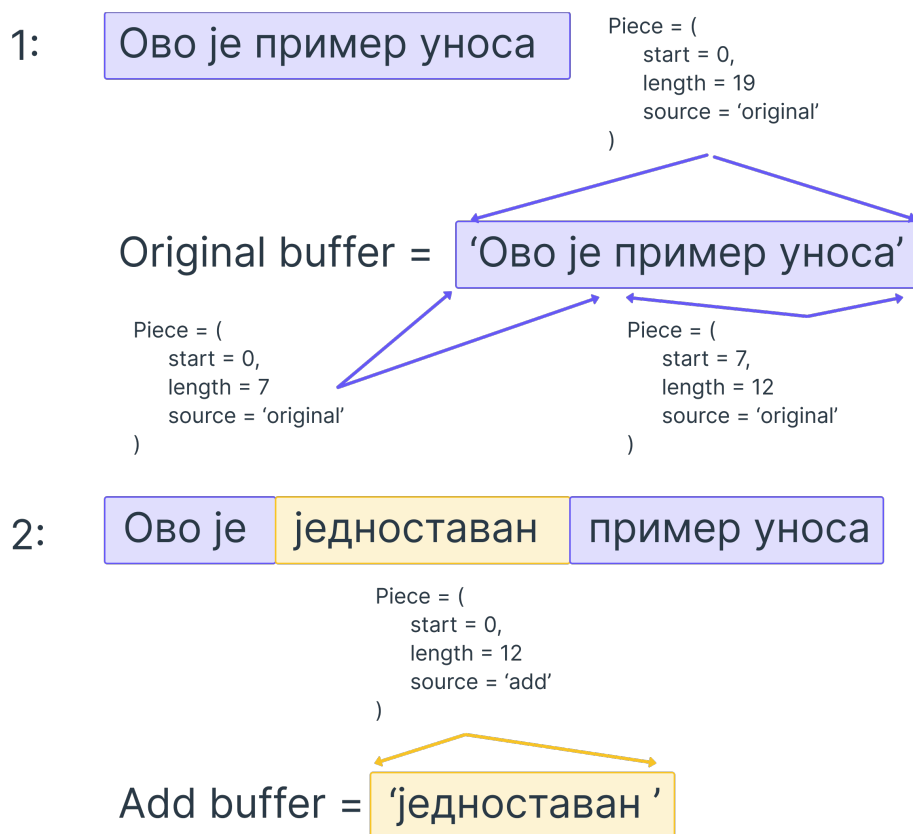 1:
Ово је пример уноса
Piece = (
start = 0,
length = 19
source = ‘original’
)
Original buffer =
‘Ово је пример уноса’
Piece = (
start = 0,
length = 7
source = ‘original’
)
Piece = (
start = 7,
length = 12
source = ‘original’
)
2:
Ово је
једноставан
пример уноса
Piece = (
start = 0,
length = 12
source = ‘add’
)
Add buffer =
‘једноставан ’